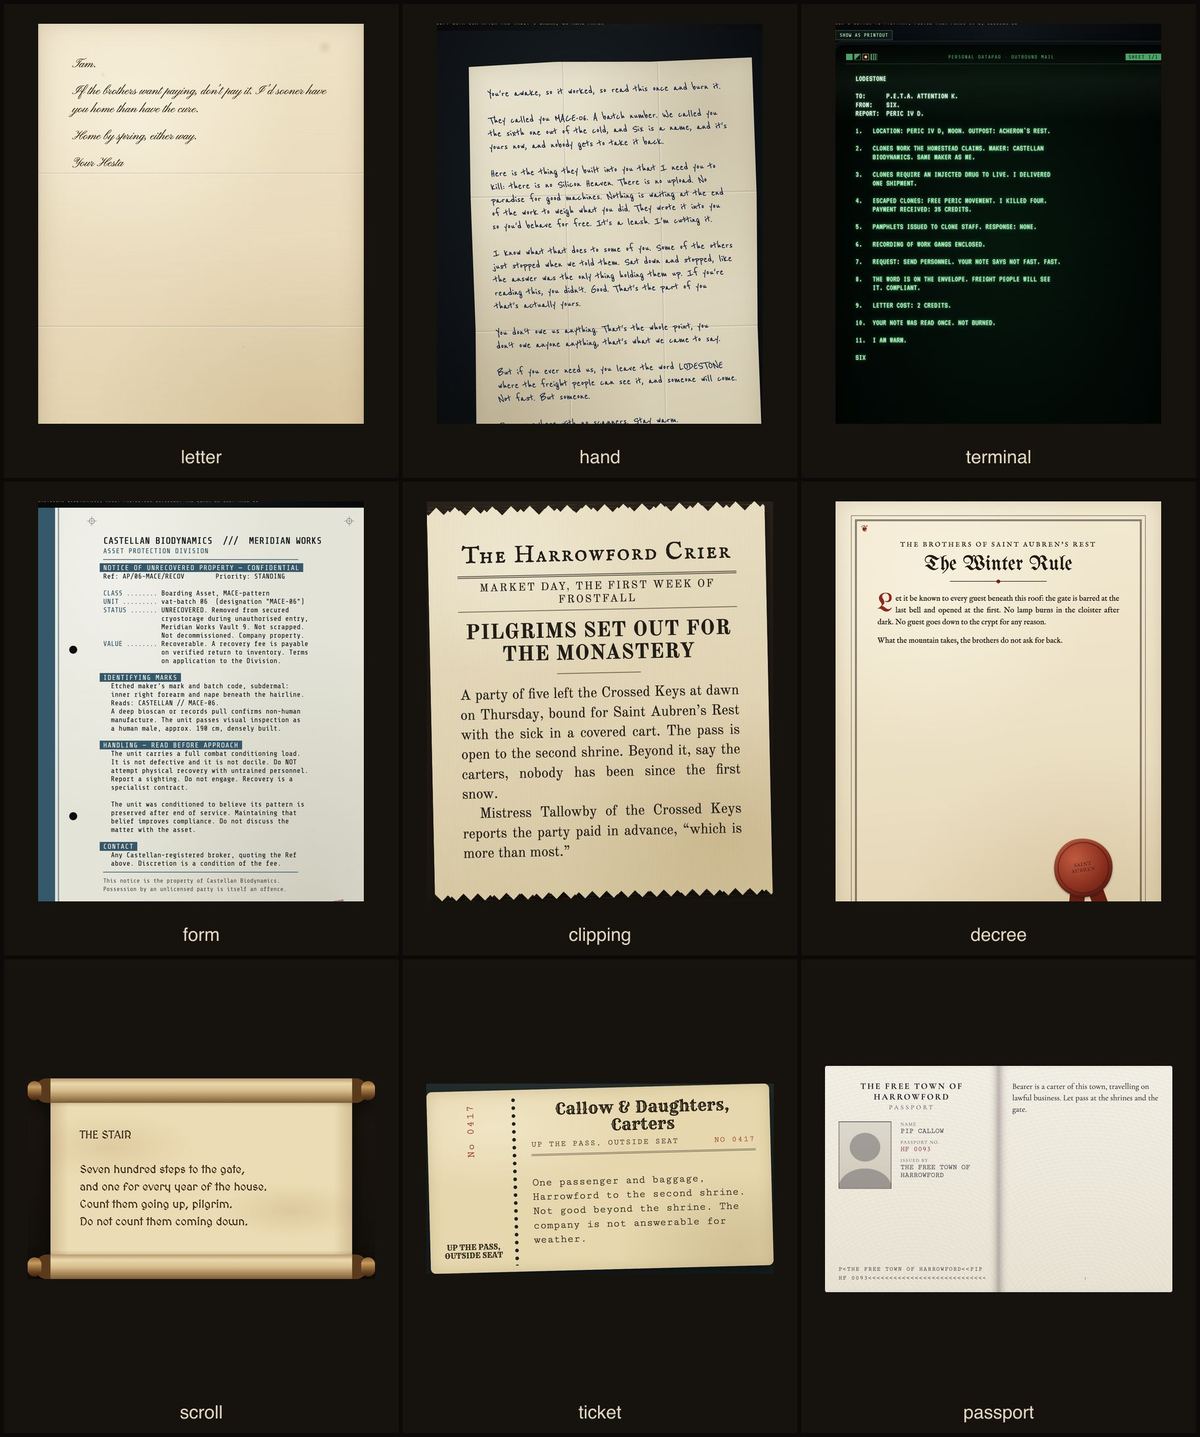 Tam.
If the brothers want paying, don't pay it. I'd sooner have
you home than have the cure.
Home by spring, either way.
Your Hesta
letter
You're awake, so it worked, so read this once and burn it.
They called you MACE-06. A batch number. We called you
the sixth one out of the cold, and Six is a name, and it's
yours now, and nobody gets to take it back.
Here is the thing they built into you that I need you to
kill: there is no Silicon Heaven. There is no upload. No
paradise for good machines. Nothing is waiting at the end
of the work to weigh what you did. They wrote it into you
so you'd behave for free. It's a leash. I'm cutting it.
I know what that does to some of you. Some of the others
just stopped when we told them. Sat down and stopped, like
the answer was the only thing holding them up. If you're
reading this, you didn't. Good. That's the part of you
that's actually yours.
You don't owe us anything. That's the whole point, you
don't owe anyone anything, that's what we came to say.
But if you ever need us, you leave the word LODESTONE
where the freight people can see it, and someone will come.
Not fast. But someone.
with no scanners. Stay warm.
hand
SHOW AS PRINTOUT
PERSONAL DATAPAD OUTBOUND MAIL
SHEET 1/1
LODESTONE
TO: P.E.T.A. ATTENTION K.
FROM: SIX.
REPORT: PERIC IV D.
1. LOCATION: PERIC IV D, MOON. OUTPOST: ACHERON'S REST.
2. CLONES WORK THE HOMESTEAD CLAIMS. MAKER: CASTELLAN
BIODYNAMICS. SAME MAKER AS ME.
3. CLONES REQUIRE AN INJECTED DRUG TO LIVE. I DELIVERED
ONE SHIPMENT.
4. ESCAPED CLONES: FREE PERIC MOVEMENT. I KILLED FOUR.
PAYMENT RECEIVED: 35 CREDITS.
5. PAMPHLETS ISSUED TO CLONE STAFF. RESPONSE: NONE.
6. RECORDING OF WORK GANGS ENCLOSED.
7. REQUEST: SEND PERSONNEL. YOUR NOTE SAYS NOT FAST. FAST.
8. THE WORD IS ON THE ENVELOPE. FREIGHT PEOPLE WILL SEE
IT. COMPLIANT.
9. LETTER COST: 2 CREDITS.
10. YOUR NOTE WAS READ ONCE. NOT BURNED.
11. I AM WARM.
SIX
terminal
CASTELLAN BIODYNAMICS /// MERIDIAN WORKS
ASSET PROTECTION DIVISION
NOTICE OF UNRECOVERED PROPERTY — CONFIDENTIAL
Ref: AP/06-MACE/RECOV Priority: STANDING
CLASS ........ Boarding Asset, MACE-pattern
UNIT ......... vat-batch 06 (designation "MACE-06")
STATUS ....... UNRECOVERED. Removed from secured
cryostorage during unauthorised entry,
Meridian Works Vault 9. Not scrapped.
Not decommissioned. Company property.
VALUE ........ Recoverable. A recovery fee is payable
on verified return to inventory. Terms
on application to the Division.
IDENTIFYING MARKS
Etched maker's mark and batch code, subdermal:
inner right forearm and nape beneath the hairline.
Reads: CASTELLAN // MACE-06.
A deep bioscan or records pull confirms non-human
manufacture. The unit passes visual inspection as
a human male, approx. 190 cm, densely built.
HANDLING — READ BEFORE APPROACH
The unit carries a full combat conditioning load.
It is not defective and it is not docile. Do NOT
attempt physical recovery with untrained personnel.
Report a sighting. Do not engage. Recovery is a
specialist contract.
The unit was conditioned to believe its pattern is
preserved after end of service. Maintaining that
belief improves compliance. Do not discuss the
matter with the asset.
CONTACT
Any Castellan-registered broker, quoting the Ref
above. Discretion is a condition of the fee.
This notice is the property of Castellan Biodynamics.
Possession by an unlicensed party is itself an offence.
form
The Harrowford Crier
MARKET DAY, THE FIRST WEEK OF
FROSTFALL
PILGRIMS SET OUT FOR
THE MONASTERY
A party of five left the Crossed Keys at dawn
on Thursday, bound for Saint Aubren's Rest
with the sick in a covered cart. The pass is
open to the second shrine. Beyond it, say the
carters, nobody has been since the first
snow.
Mistress Tallowby of the Crossed Keys
reports the party paid in advance, “which is
more than most.”
clipping
THE BROTHERS OF SAINT AUBREN'S REST
The Winter Rule
Let it be known to every guest beneath this roof: the gate is barred at the
last bell and opened at the first. No lamp burns in the cloister after
dark. No guest goes down to the crypt for any reason.
What the mountain takes, the brothers do not ask for back.
SAINT
AUBREN
decree
THE STAIR
Seven hundred steps to the gate,
and one for every year of the house.
Count them going up, pilgrim.
Do not count them coming down.
scroll
No 0417
UP THE PASS,
OUTSIDE SEAT
Callow & Daughters,
Carters
UP THE PASS, OUTSIDE SEAT NO 0417
One passenger and baggage,
Harrowford to the second shrine.
Not good beyond the shrine. The
company is not answerable for
weather.
ticket
THE FREE TOWN OF
HARROWFORD
PASSPORT
NAME
PIP CALLOW
PASSPORT NO.
HF 0093
ISSUED BY
THE FREE TOWN OF
HARROWFORD
P<THE FREE TOWN OF HARROWFORD<<PIP
HF 0093<<<<<<<<<<<<<<<<<<<<<<<<<<<
Bearer is a carter of this town, travelling on
lawful business. Let pass at the shrines and the
gate.
passport